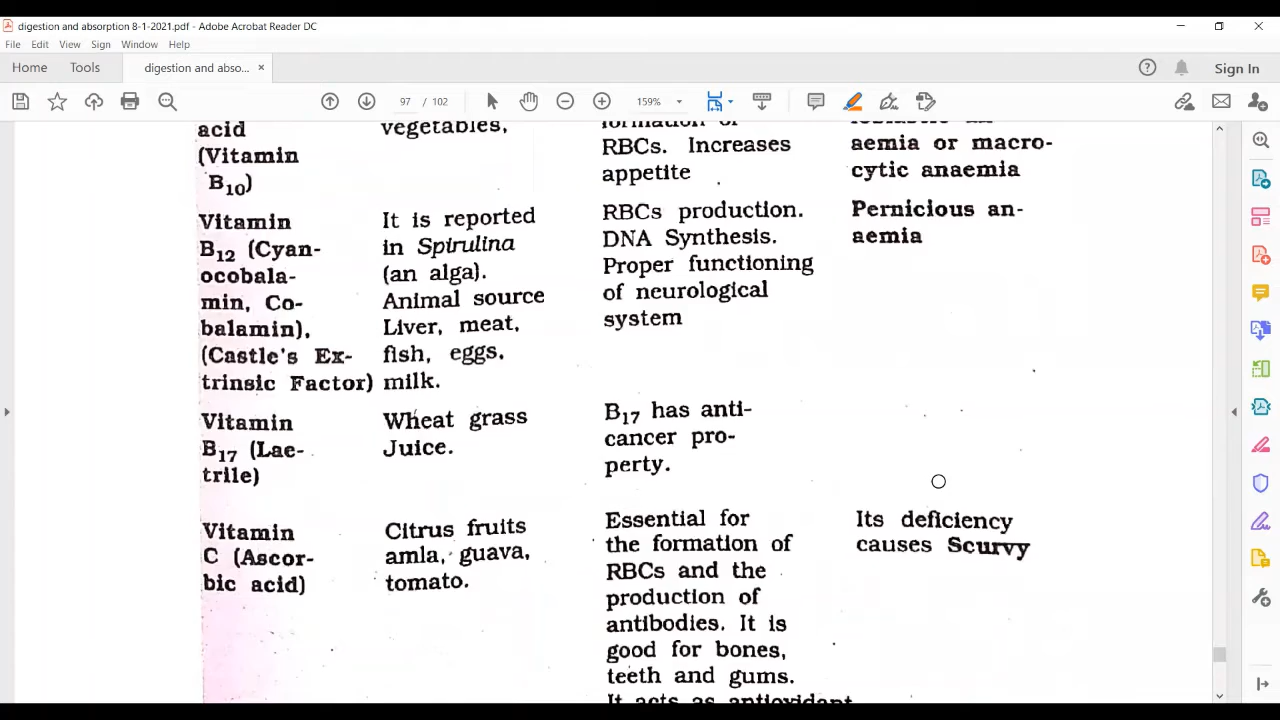 digestion and absorption 8-1-2021.pdf - Adobe Acrobat Reader DC
File Edit View Sign Window Help
Home Tools digestion and abso... × Sign In
97 / 102 159%
acid
(Vitamin
B10)
vegetables,
formation of
RBCs. Increases
appetite
aemia or macro-
cytic anaemia
Vitamin
B12 (Cyan-
ocobala-
min, Co-
balamin).
(Castle's Ex-
trinsic Factor)
It is reported
in Spirulina
(an alga).
Animal source
Liver, meat,
fish, eggs.
milk.
RBCs production.
DNA Synthesis.
Proper functioning
of neurological
system
Pernicious an-
aemia
Vitamin
B17 (Lae-
trile)
Wheat grass
Juice.
B17 has anti-
cancer pro-
perty.
Vitamin
C (Ascor-
bic acid)
Citrus fruits
amla, guava,
tomato.
Essential for
the formation of
RBCs and the
production of
antibodies. It is
good for bones,
teeth and gums.
It acts as antioxidant
Its deficiency
causes Scurvy